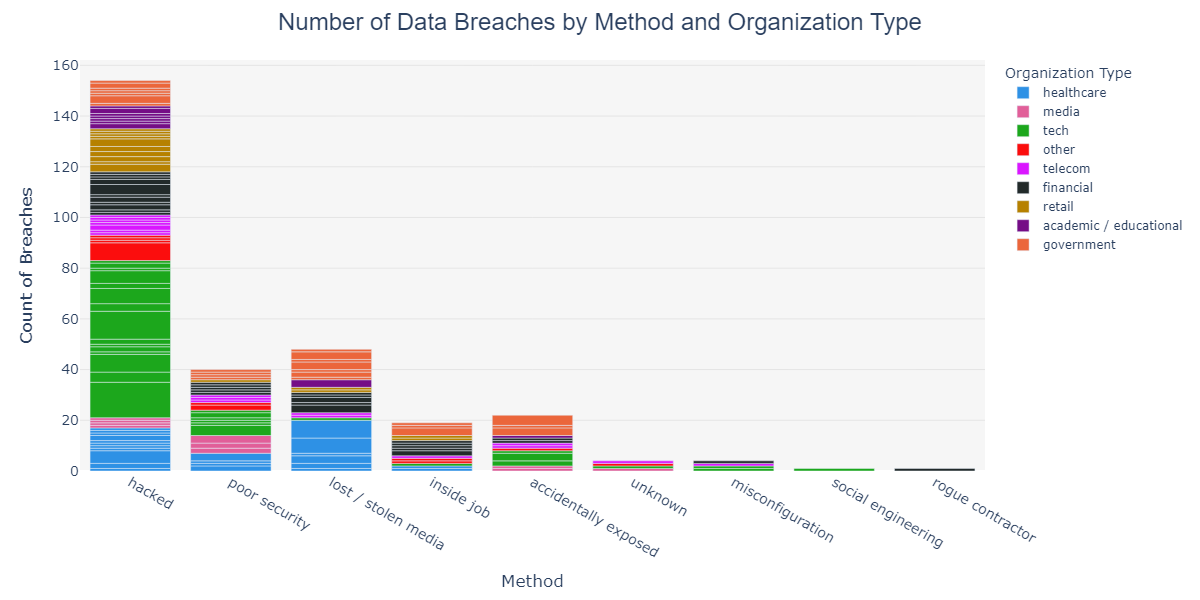 Number of Data Breaches by Method and Organization Type
Count of Breaches
160
140
120
100
80
60
40
20
0
hacked
poor security
lost / stolen media
inside job
accidentally exposed
unknown
misconfiguration
social engineering
rogue contractor
Method
Organization Type
healthcare
media
tech
other
telecom
financial
retail
academic / educational
government